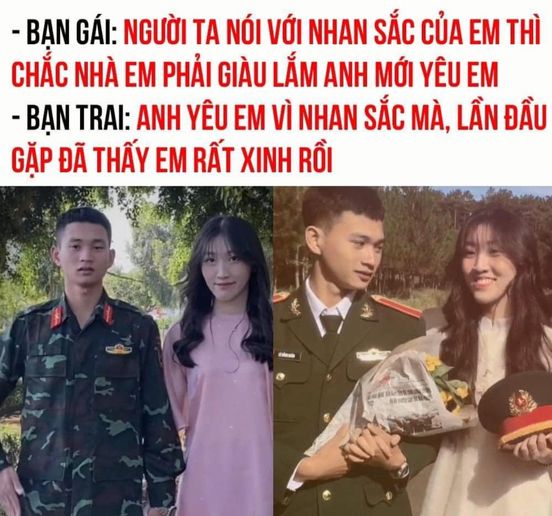 - BẠN GÁI: NGƯỜI TA NÓI VỚI NHAN SẮC CỦA EM THÌ
CHẮC NHÀ EM PHẢI GIÀU LẮM ANH MỚI YÊU EM
- BẠN TRAI: ANH YÊU EM VÌ NHAN SẮC MÀ, LẦN ĐẦU
GẶP ĐÃ THẤY EM RẤT XINH RỒI